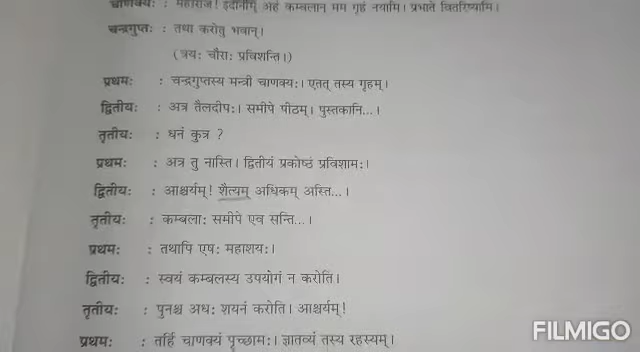 चाणक्यः : महाराज! इदानीम् अहं कम्बलान् मम गृहं नयामि। प्रभाते वितरिष्यामि।
चन्द्रगुप्तः : तथा करोतु भवान्।
(त्रयः चौराः प्रविशन्ति।)
प्रथमः : चन्द्रगुप्तस्य मन्त्री चाणक्यः। एतत् तस्य गृहम्।
द्वितीयः : अत्र तैलदीपः। समीपे पीठम्। पुस्तकानि...।
तृतीयः : धनं कुत्र ?
प्रथमः : अत्र तु नास्ति। द्वितीयं प्रकोष्ठं प्रविशामः।
द्वितीयः : आश्चर्यम्! शैत्यम् अधिकम् अस्ति...।
तृतीयः : कम्बलाः समीपे एव सन्ति...।
प्रथमः : तथापि एषः महाशयः।
द्वितीयः : स्वयं कम्बलस्य उपयोगं न करोति।
तृतीयः : पुनश्च अधः शयनं करोति। आश्चर्यम्!
प्रथमः : तर्हि चाणक्यं पृच्छामः। ज्ञातव्यं तस्य रहस्यम्।
FILMIGO